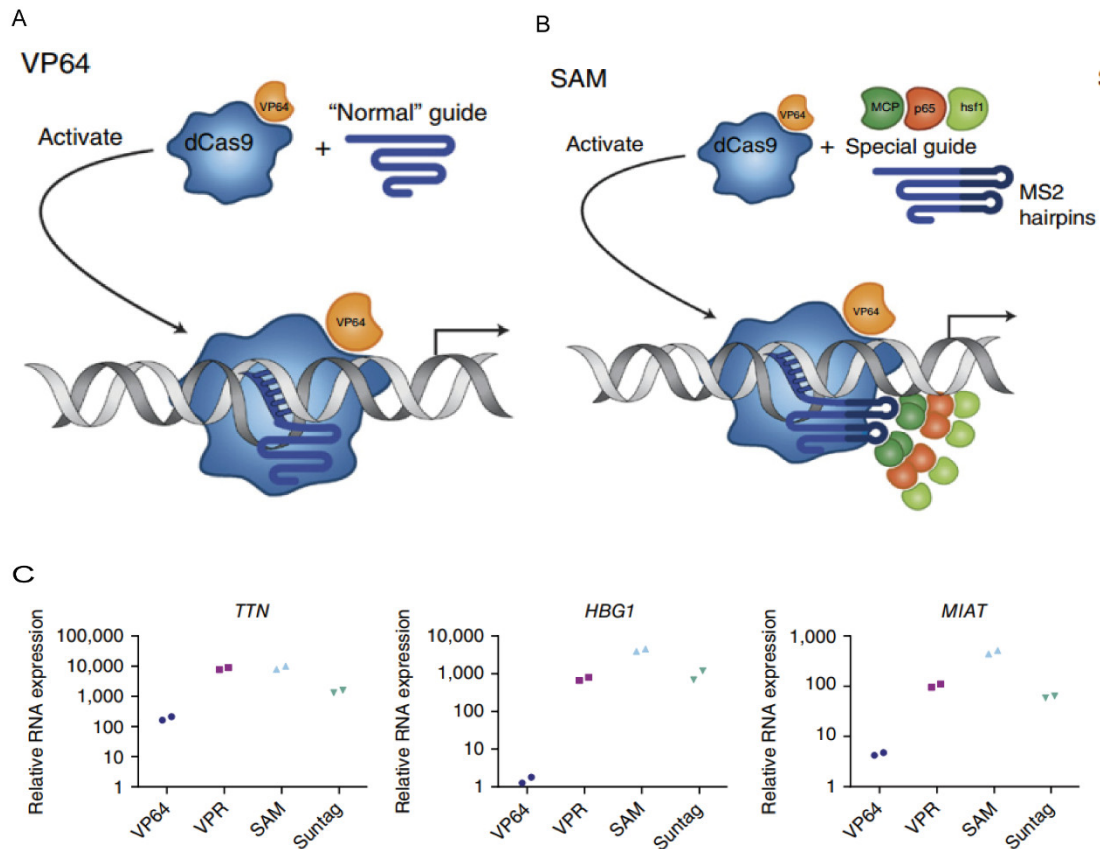 A
VP64
VP64
dCas9
Activate
+
"Normal" guide
VP64
B
SAM
VP64
dCas9
Activate
+
MCP
p65
hsf1
Special guide
MS2
hairpins
VP64
S
C
TTN
Relative RNA expression
100,000
10,000
1,000
100
10
1
VP64
VPR
SAM
Suntag
HBG1
Relative RNA expression
10,000
1,000
100
10
1
VP64
VPR
SAM
Suntag
MIAT
Relative RNA expression
1,000
100
10
1
VP64
VPR
SAM
Suntag